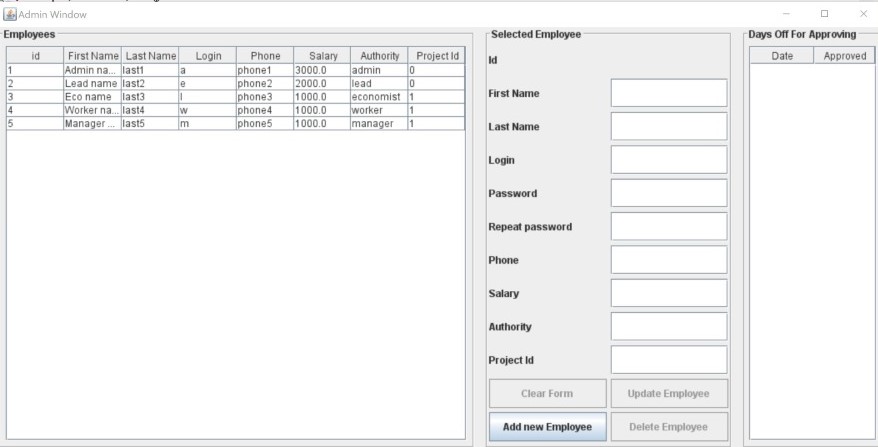 Admin Window
Employees
id First Name Last Name Login Phone Salary Authority Project Id
1 Admin na... last1 a phone1 3000.0 admin 0
2 Lead name last2 e phone2 2000.0 lead 0
3 Eco name last3 l phone3 1000.0 economist 1
4 Worker na... last4 w phone4 1000.0 worker 1
5 Manager ... last5 m phone5 1000.0 manager 1
Selected Employee
Id
First Name
Last Name
Login
Password
Repeat password
Phone
Salary
Authority
Project Id
Clear Form Update Employee
Add new Employee Delete Employee
Days Off For Approving
Date Approved